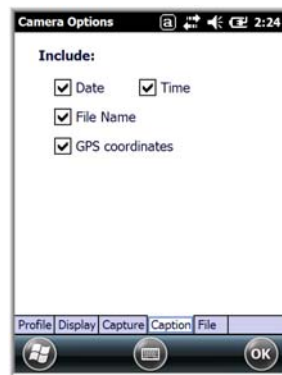 Camera Options a 2:24
Include:
Date Time
File Name
GPS coordinates
Profile Display Capture Caption File
OK